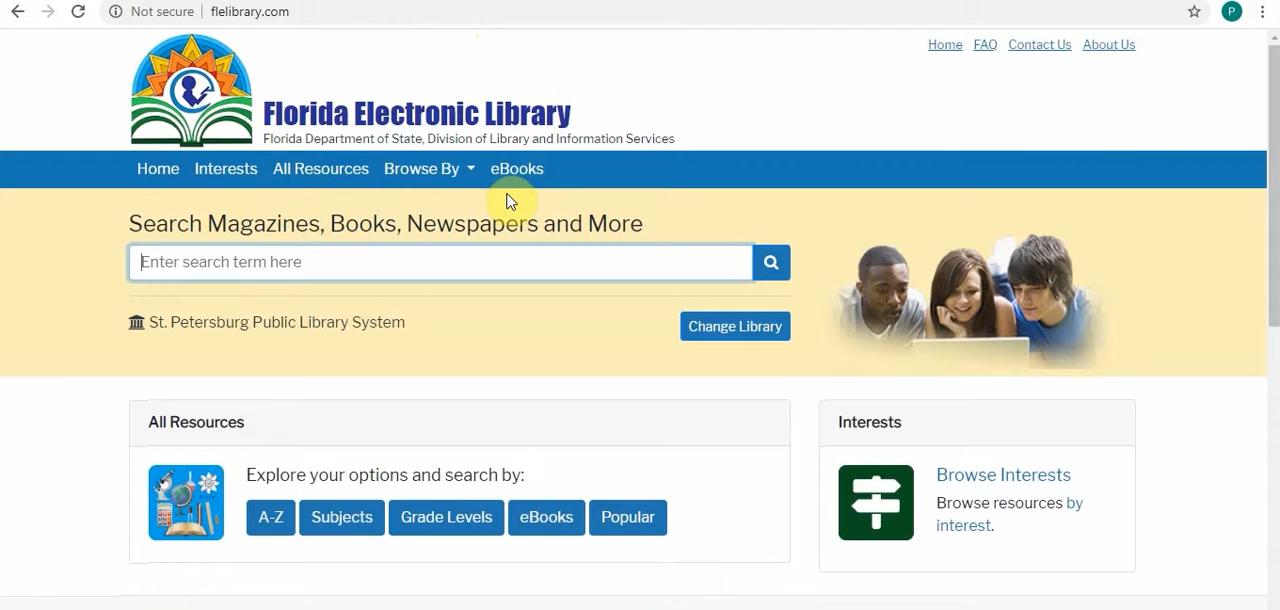 Not secure flelibrary.com P
Home FAQ Contact Us About Us
Florida Electronic Library
Florida Department of State, Division of Library and Information Services
Home Interests All Resources Browse By eBooks
Search Magazines, Books, Newspapers and More
Enter search term here
St. Petersburg Public Library System Change Library
All Resources
Explore your options and search by:
A-Z Subjects Grade Levels eBooks Popular
Interests
Browse Interests
Browse resources by
interest.